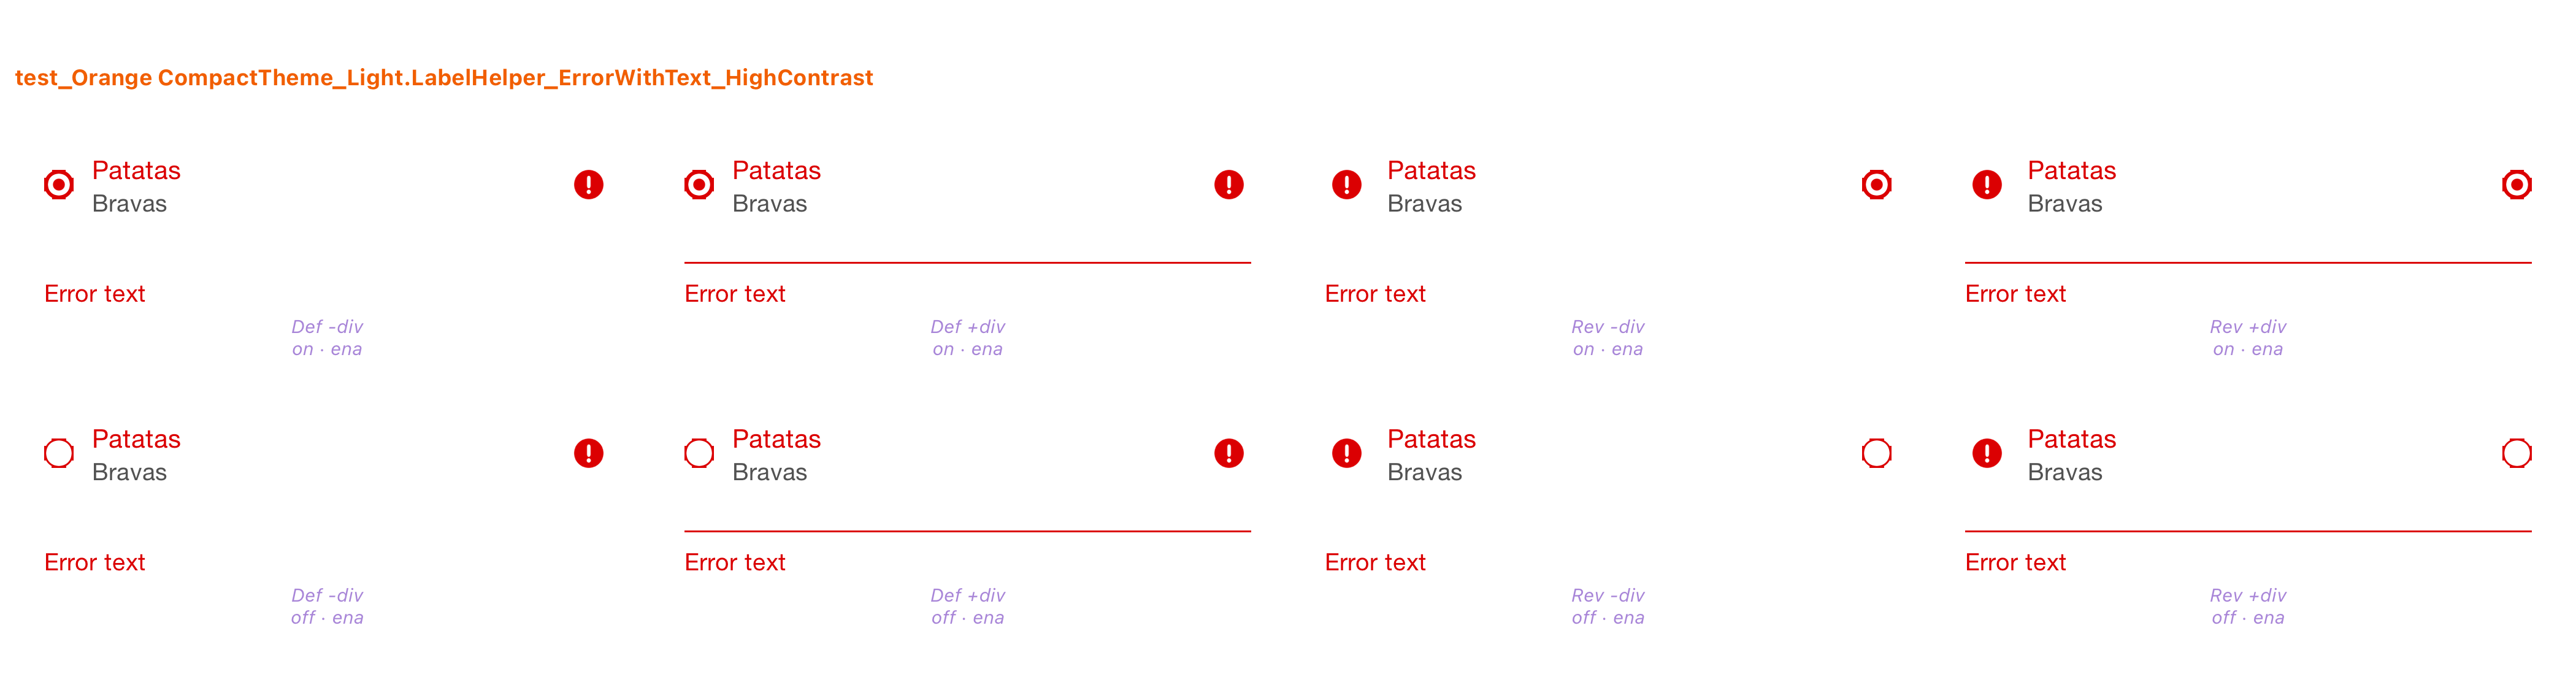 test_Orange CompactTheme_Light.LabelHelper_ErrorWithText_HighContrast
Patatas
Bravas
Error text
Def -div
on · ena
Patatas
Bravas
Error text
Def +div
on · ena
Patatas
Bravas
Error text
Rev -div
on · ena
Patatas
Bravas
Error text
Rev +div
on · ena
Patatas
Bravas
Error text
Def -div
off · ena
Patatas
Bravas
Error text
Def +div
off · ena
Patatas
Bravas
Error text
Rev -div
off · ena
Patatas
Bravas
Error text
Rev +div
off · ena